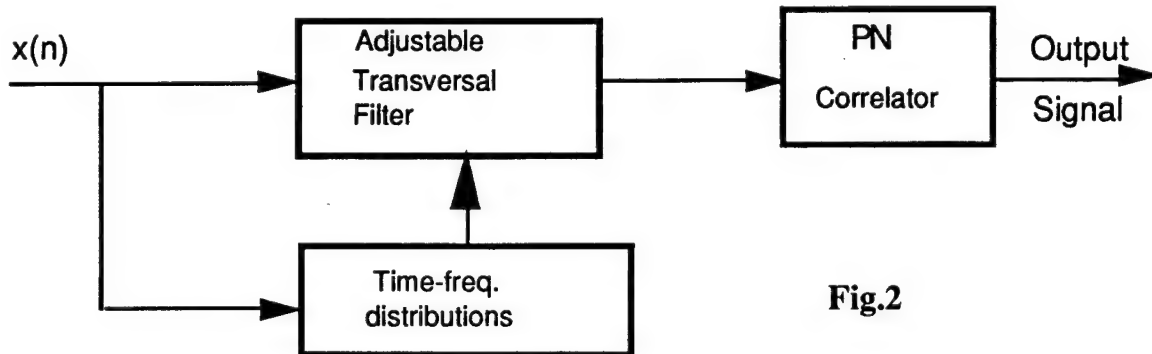 x(n)
Adjustable
Transversal
Filter
PN
Correlator
Output
Signal
Time-freq.
distributions
Fig.2